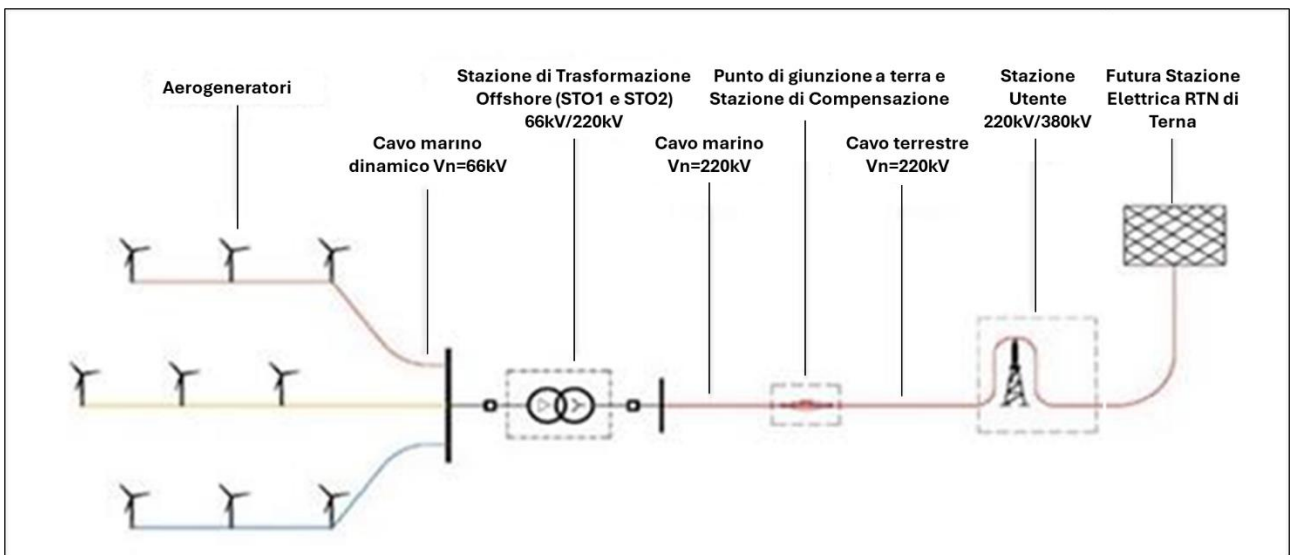 Aerogeneratori
Stazione di Trasformazione
Offshore (STO1 e STO2)
66kV/220kV
Punto di giunzione a terra e
Stazione di Compensazione
Stazione
Utente
220kV/380kV
Futura Stazione
Elettrica RTN di
Terna
Cavo marino
dinamico Vn=66kV
Cavo marino
Vn=220kV
Cavo terrestre
Vn=220kV